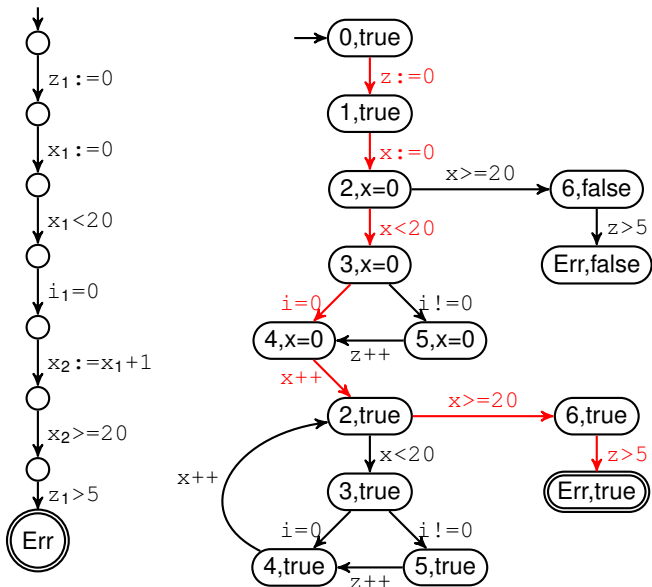 z₁:=0
x₁:=0
x₁<20
i₁=0
x₂:=x₁+1
x₂>=20
z₁>5
Err
0,true
z:=0
1,true
x:=0
2,x=0
x>=20
6,false
x<20
z>5
3,x=0
Err,false
i=0
i!=0
4,x=0
z++
5,x=0
x++
2,true
x>=20
6,true
x<20
z>5
x++
3,true
Err,true
i=0
i!=0
4,true
z++
5,true